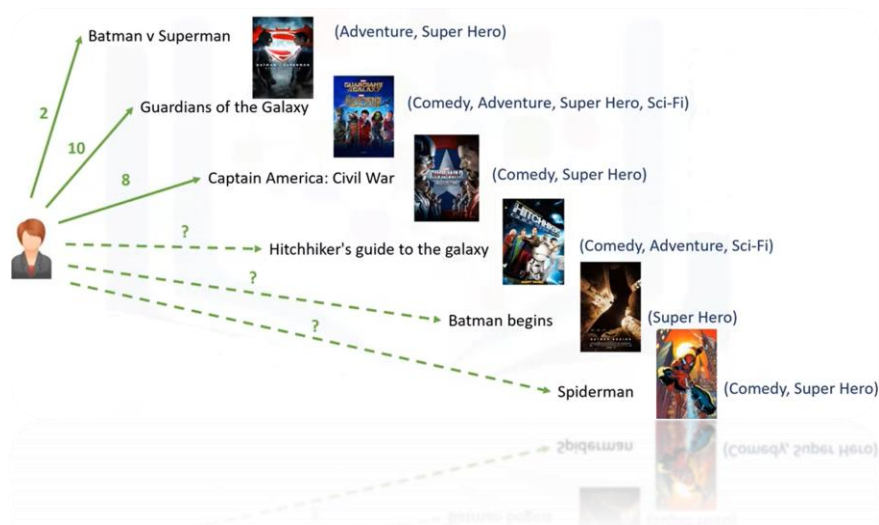 Batman v Superman (Adventure, Super Hero)
2
Guardians of the Galaxy (Comedy, Adventure, Super Hero, Sci-Fi)
10
Captain America: Civil War (Comedy, Super Hero)
8
?
Hitchhiker's guide to the galaxy (Comedy, Adventure, Sci-Fi)
?
Batman begins (Super Hero)
?
Spiderman (Comedy, Super Hero)